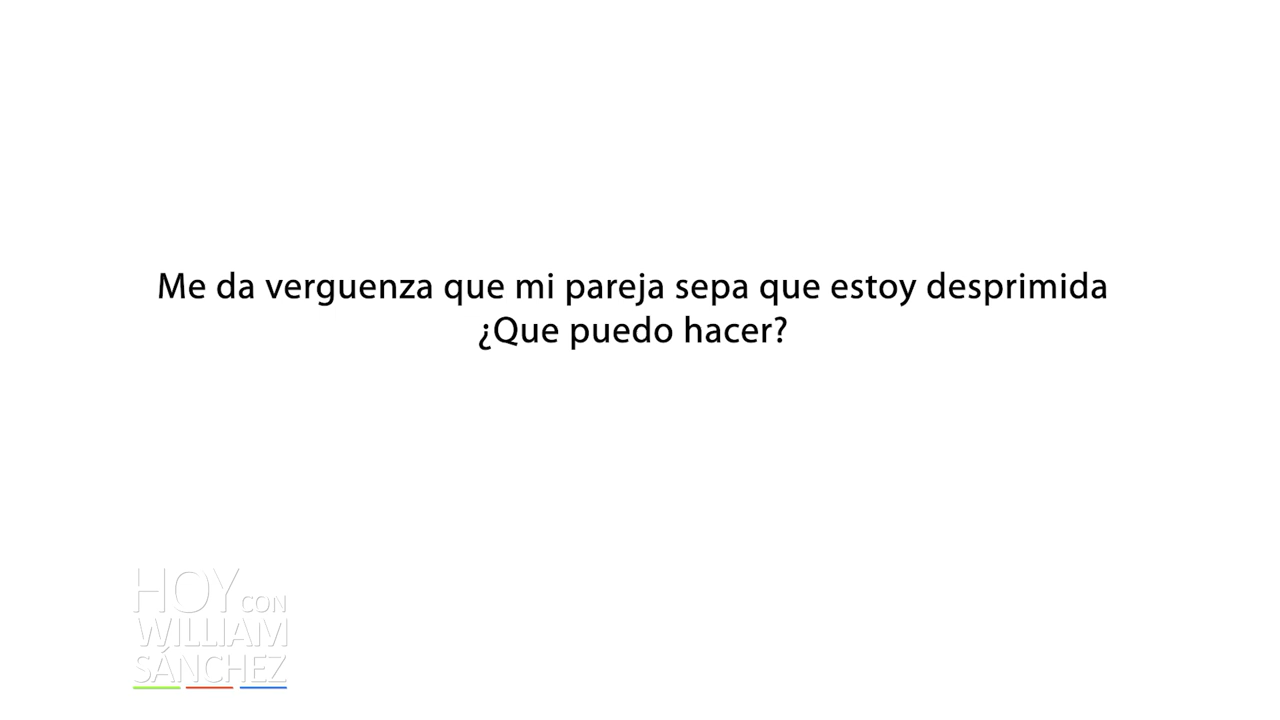 Me da verguenza que mi pareja sepa que estoy desprimida
¿Que puedo hacer?
HOY CON
WILLIAM
SÁNCHEZ